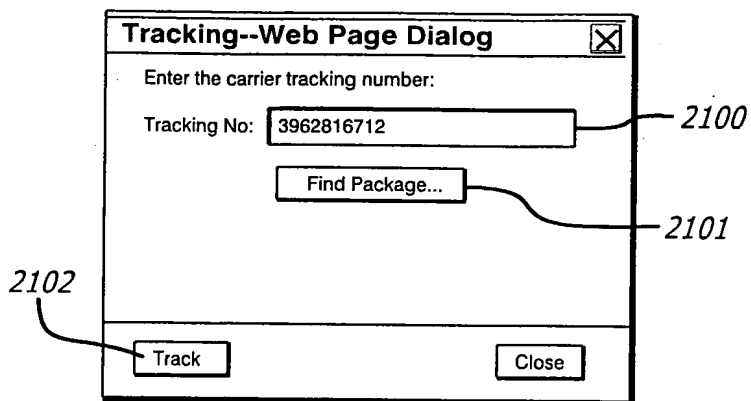 Tracking--Web Page Dialog
Enter the carrier tracking number:
Tracking No: 3962816712
2100
Find Package...
2101
2102
Track
Close